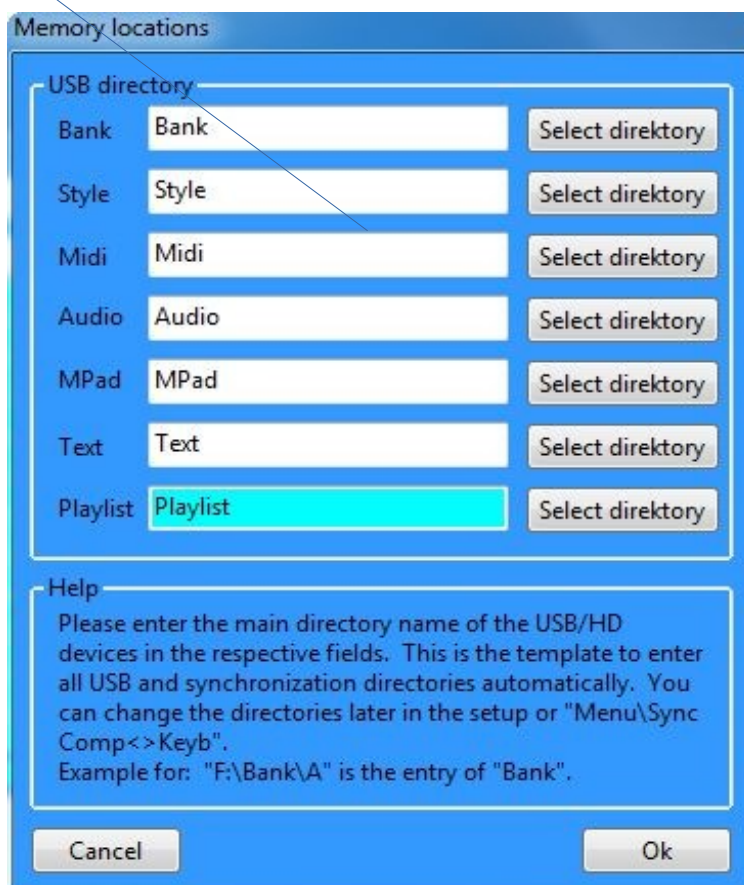 Memory locations
USB directory
Bank Bank Select direktory
Style Style Select direktory
Midi Midi Select direktory
Audio Audio Select direktory
MPad MPad Select direktory
Text Text Select direktory
Playlist Playlist Select direktory
Help
Please enter the main directory name of the USB/HD
devices in the respective fields. This is the template to enter
all USB and synchronization directories automatically. You
can change the directories later in the setup or "Menu\Sync
Comp<>Keyb".
Example for: "F:\Bank\A" is the entry of "Bank".
Cancel Ok